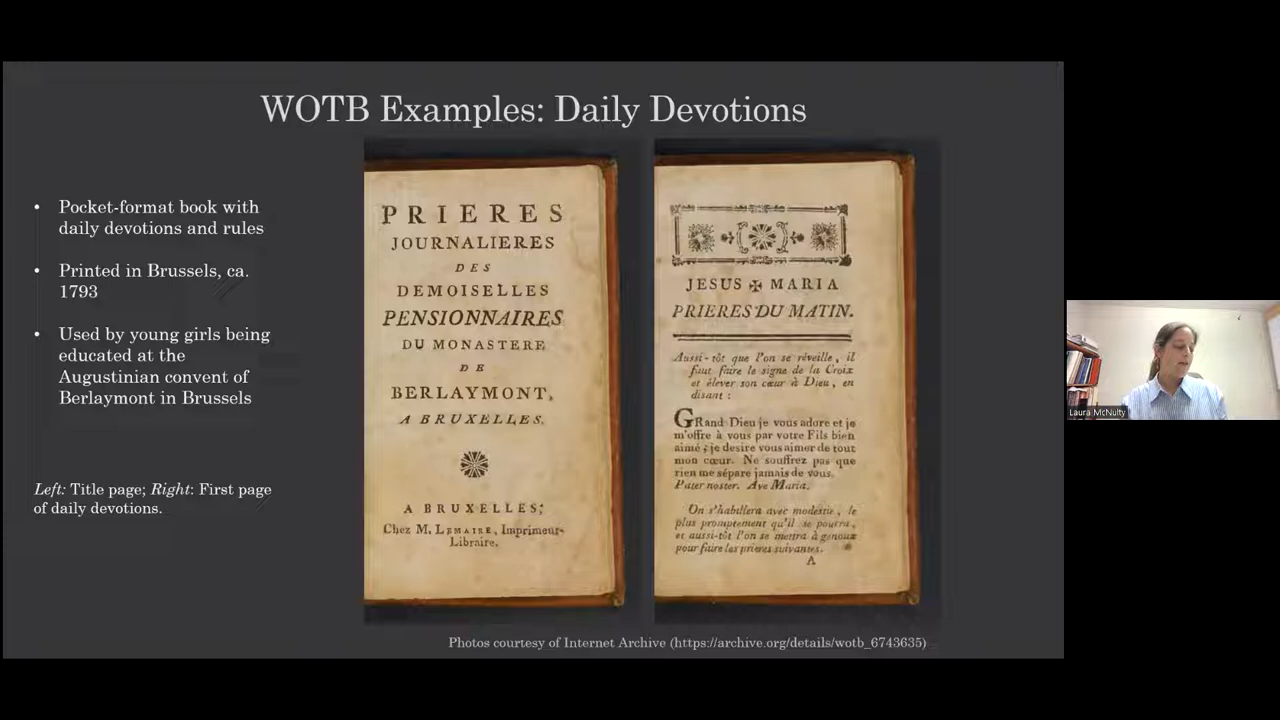 WOTB Examples: Daily Devotions
• Pocket-format book with
daily devotions and rules
• Printed in Brussels, ca.
1793
• Used by young girls being
educated at the
Augustinian convent of
Berlaymont in Brussels
Left: Title page; Right: First page
of daily devotions.
PRIERES
JOURNALIERES
DES
DEMOISELLES
PENSIONNAIRES
DU MONASTERE
DE
BERLAYMONT,
A BRUXELLES.
A BRUXELLES,
Chez M. LEMAIRE, Imprimeur-
Libraire.
JESUS ✠ MARIA
PRIERES DU MATIN.
Aussi-tôt que l'on se réveille, il
faut faire le signe de la Croix
et élever son cœur à Dieu, en
disant :
GRand Dieu je vous adore et je
m'offre à vous par votre Fils bien
aimé ; je desire vous aimer de tout
mon cœur. Ne souffrez pas que
rien me sépare jamais de vous.
Pater noster. Ave Maria.
On s'habillera avec modestie, le
plus promptement qu'il se pourra,
et aussi-tôt l'on se mettra à genoux
pour faire les prieres suivantes.
A
Photos courtesy of Internet Archive (https://archive.org/details/wotb_6743635)
Laura McNulty